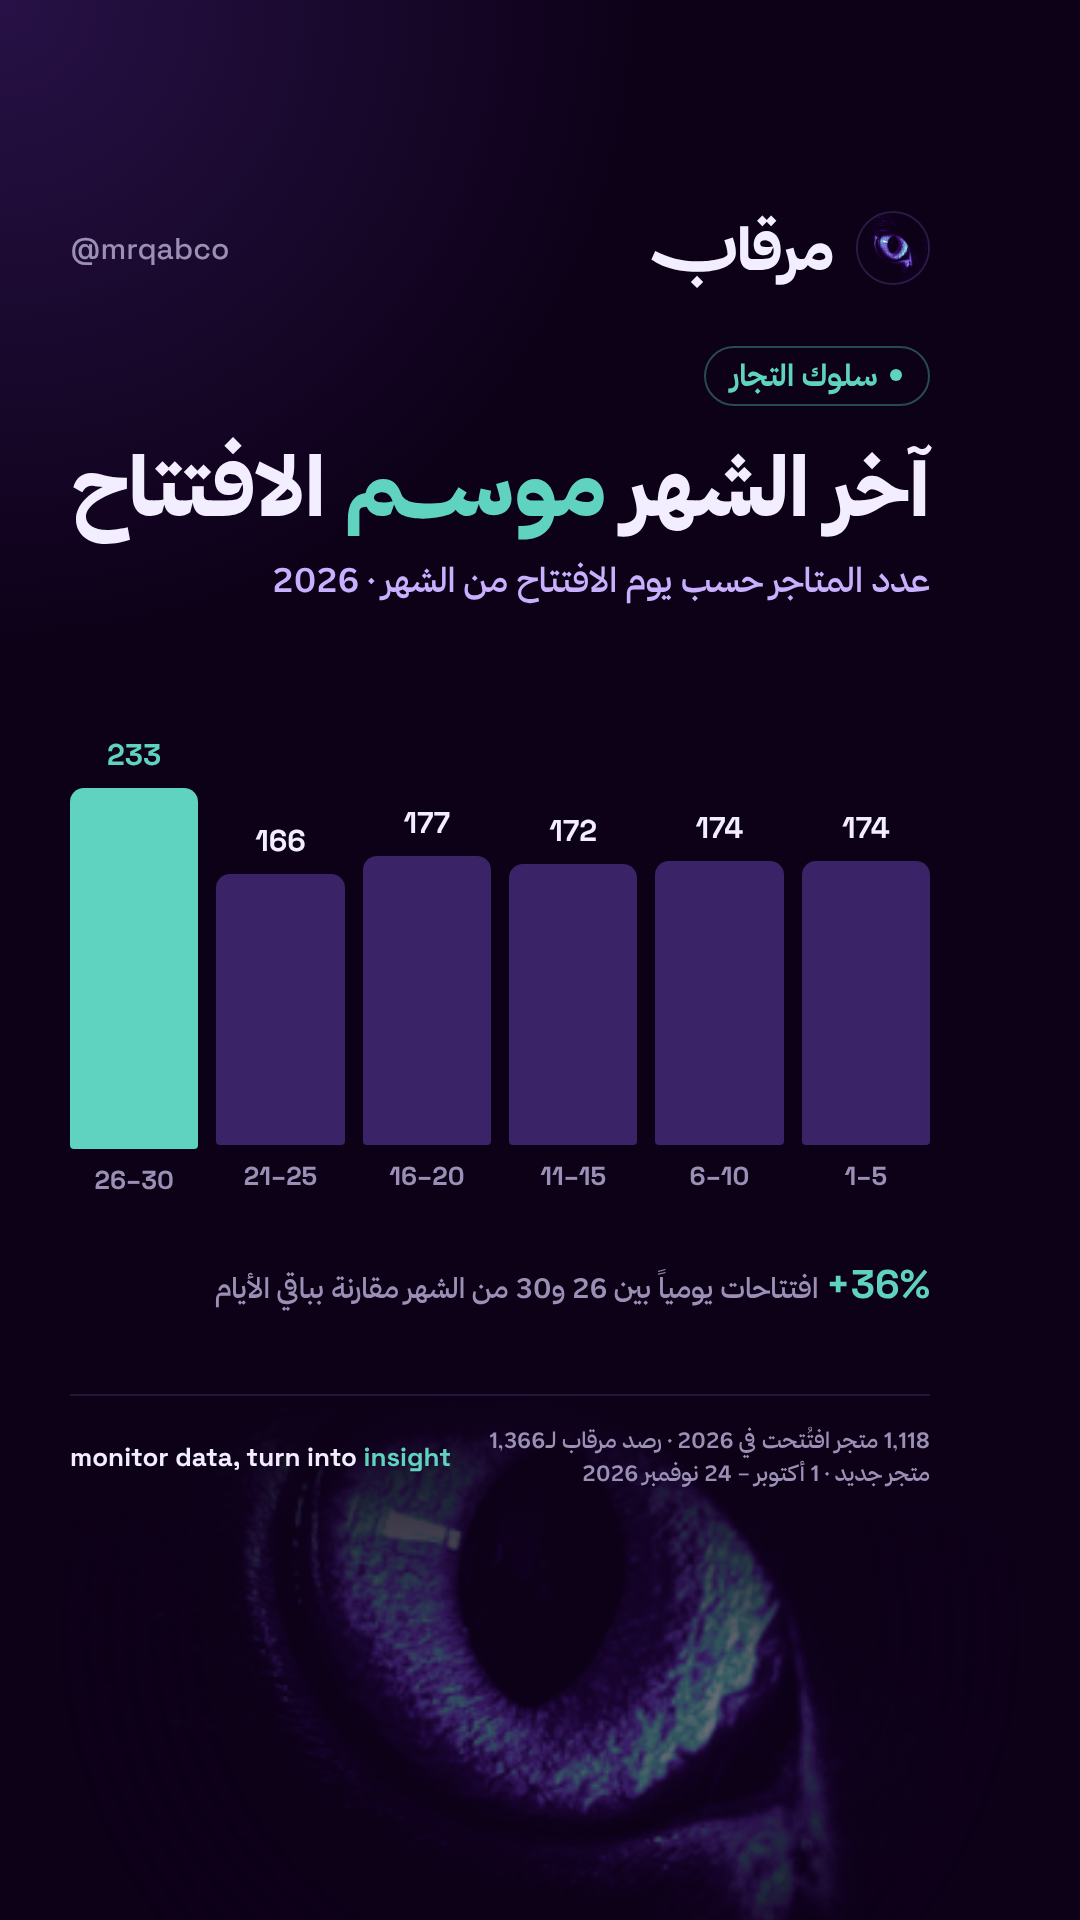 مرقاب
@mrqabco
سلوك التجار
آخر الشهر موسم الافتتاح
عدد المتاجر حسب يوم الافتتاح من الشهر · 2026
174
174
172
177
166
233
1–5
6–10
11–15
16–20
21–25
26–30
+36% افتتاحات يومياً بين 26 و30 من الشهر مقارنة بباقي الأيام
1,118 متجر افتُتحت في 2026 · رصد مرقاب لـ1,366
متجر جديد · 1 أكتوبر – 24 نوفمبر 2026
monitor data, turn into insight